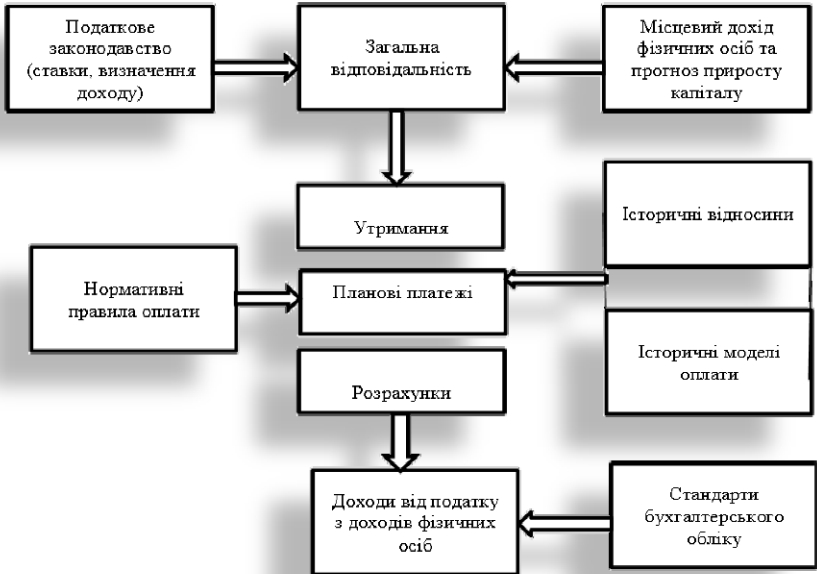 Податкове
законодавство
(ставки, визначення
доходу)
Загальна
відповідальність
Місцевий дохід
фізичних осіб та
прогноз приросту
капіталу
Утримання
Історичні відносини
Нормативні
правила оплати
Планові платежі
Історичні моделі
оплати
Розрахунки
Доходи від податку
з доходів фізичних
осіб
Стандарти
бухгалтерського
обліку